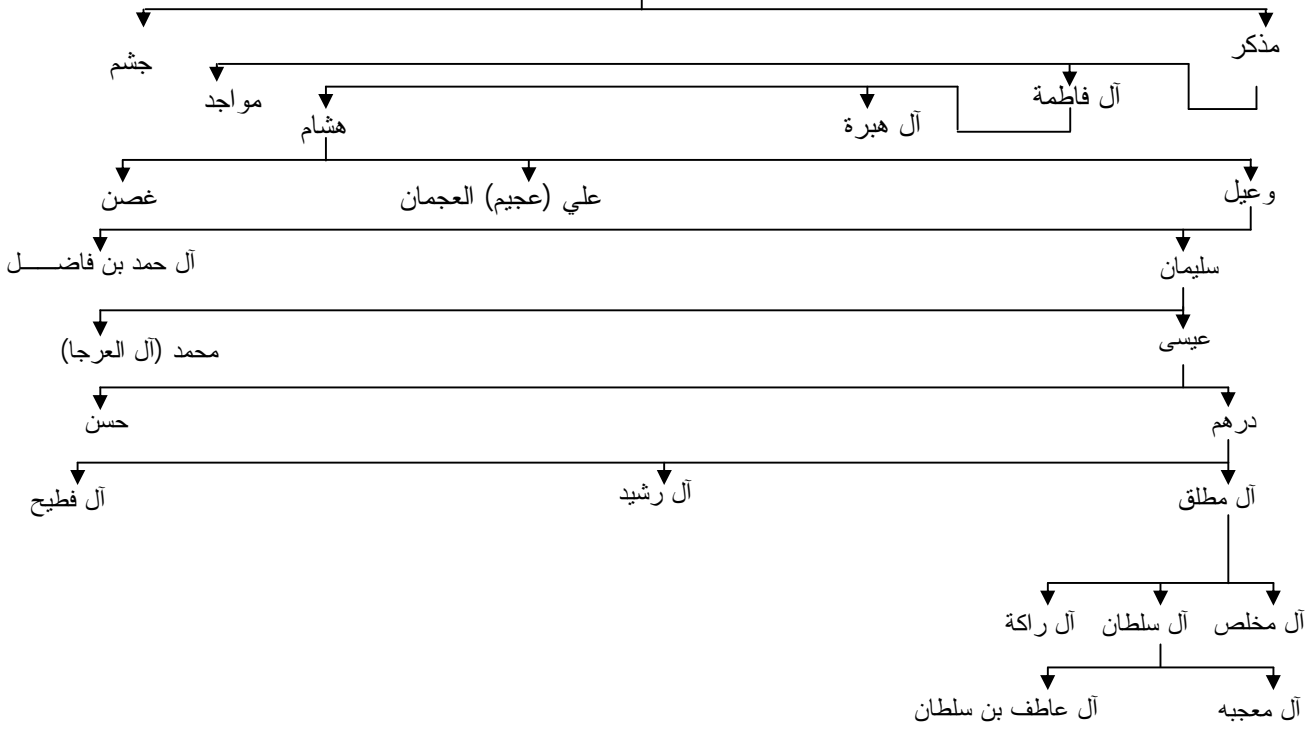 مذكر
جشم
آل فاطمة
مواجد
آل هبرة
هشام
وعيل
علي (عجيم) العجمان
غصن
سليمان
آل حمد بن فاضـــــل
عيسى
محمد (آل العرجا)
درهم
حسن
آل مطلق
آل رشيد
آل فطيح
آل مخلص
آل سلطان
آل راكة
آل معجبه
آل عاطف بن سلطان